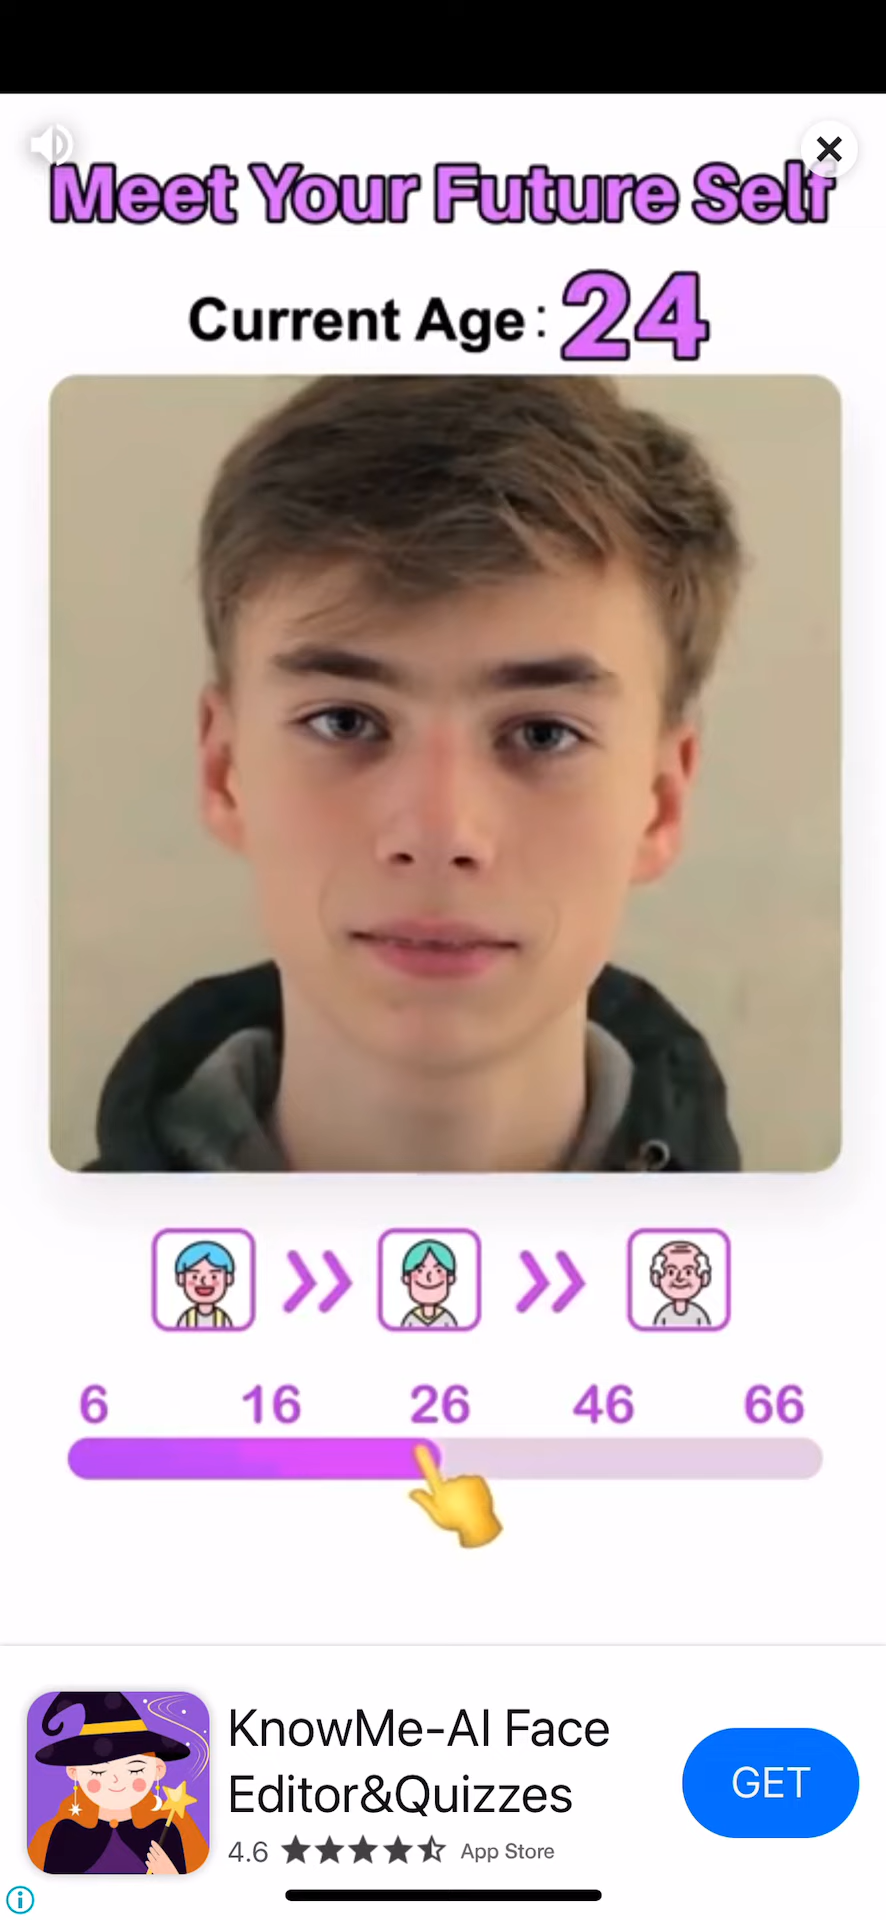 Meet Your Future Self
Current Age: 24
6 16 26 46 66
KnowMe-AI Face
Editor&Quizzes
GET
4.6 App Store